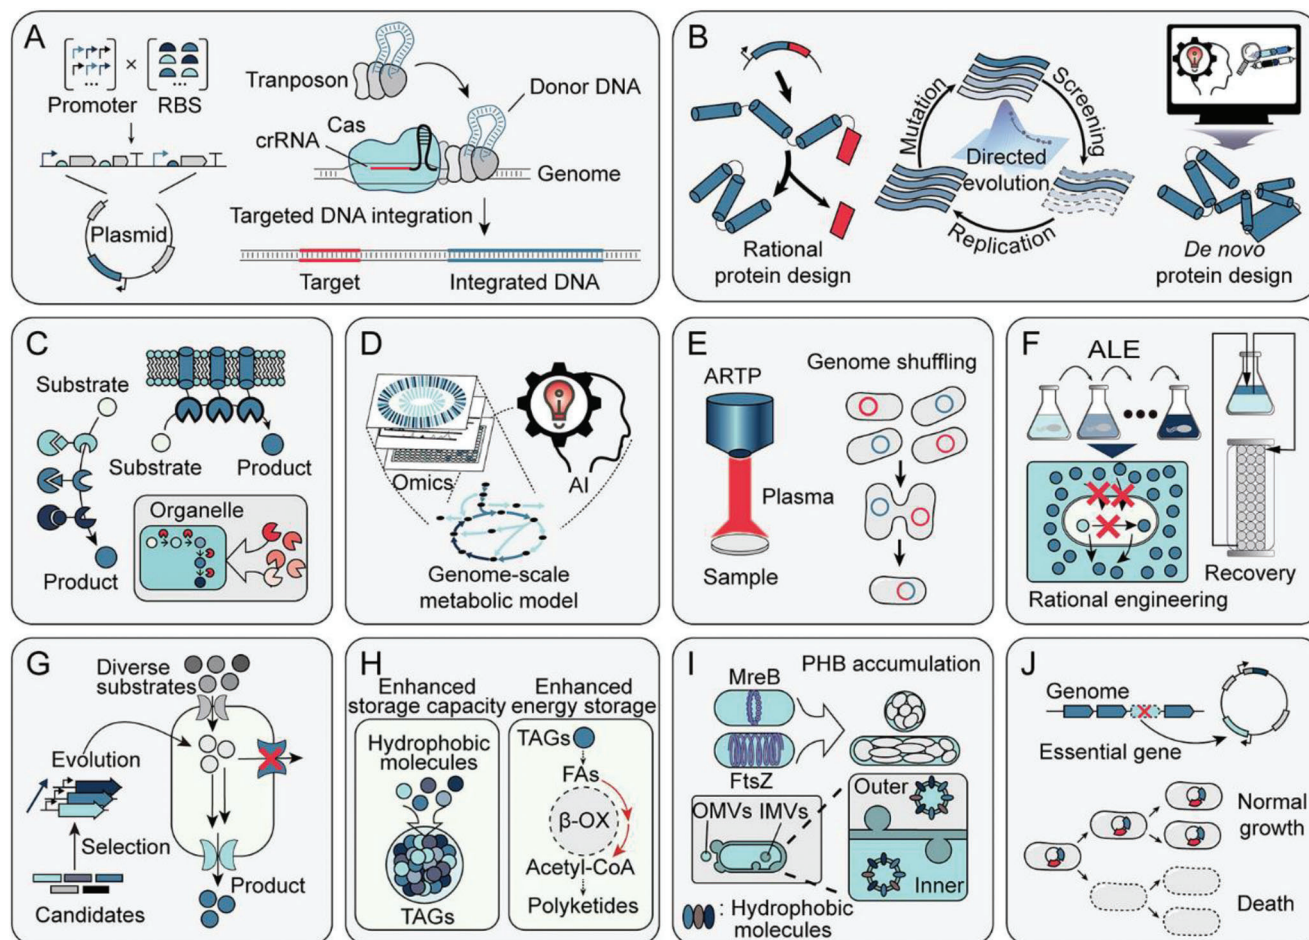 A
Promoter
×
RBS
...
...
Plasmid
Tranposon
Donor DNA
Cas
crRNA
Genome
Targeted DNA integration
Target
Integrated DNA
B
Rational
protein design
Mutation
Screening
Replication
Directed
evolution
De novo
protein design
C
Substrate
Product
Substrate
Product
Organelle
D
Omics
AI
Genome-scale
metabolic model
E
ARTP
Plasma
Sample
Genome shuffling
F
ALE
Rational engineering
Recovery
G
Diverse
substrates
Evolution
Selection
Candidates
Product
H
Enhanced
storage capacity
Hydrophobic
molecules
TAGs
Enhanced
energy storage
TAGs
FAs
β-OX
Acetyl-CoA
Polyketides
I
MreB
FtsZ
PHB accumulation
OMVs IMVs
Outer
Inner
: Hydrophobic
molecules
J
Genome
Essential gene
Normal
growth
Death